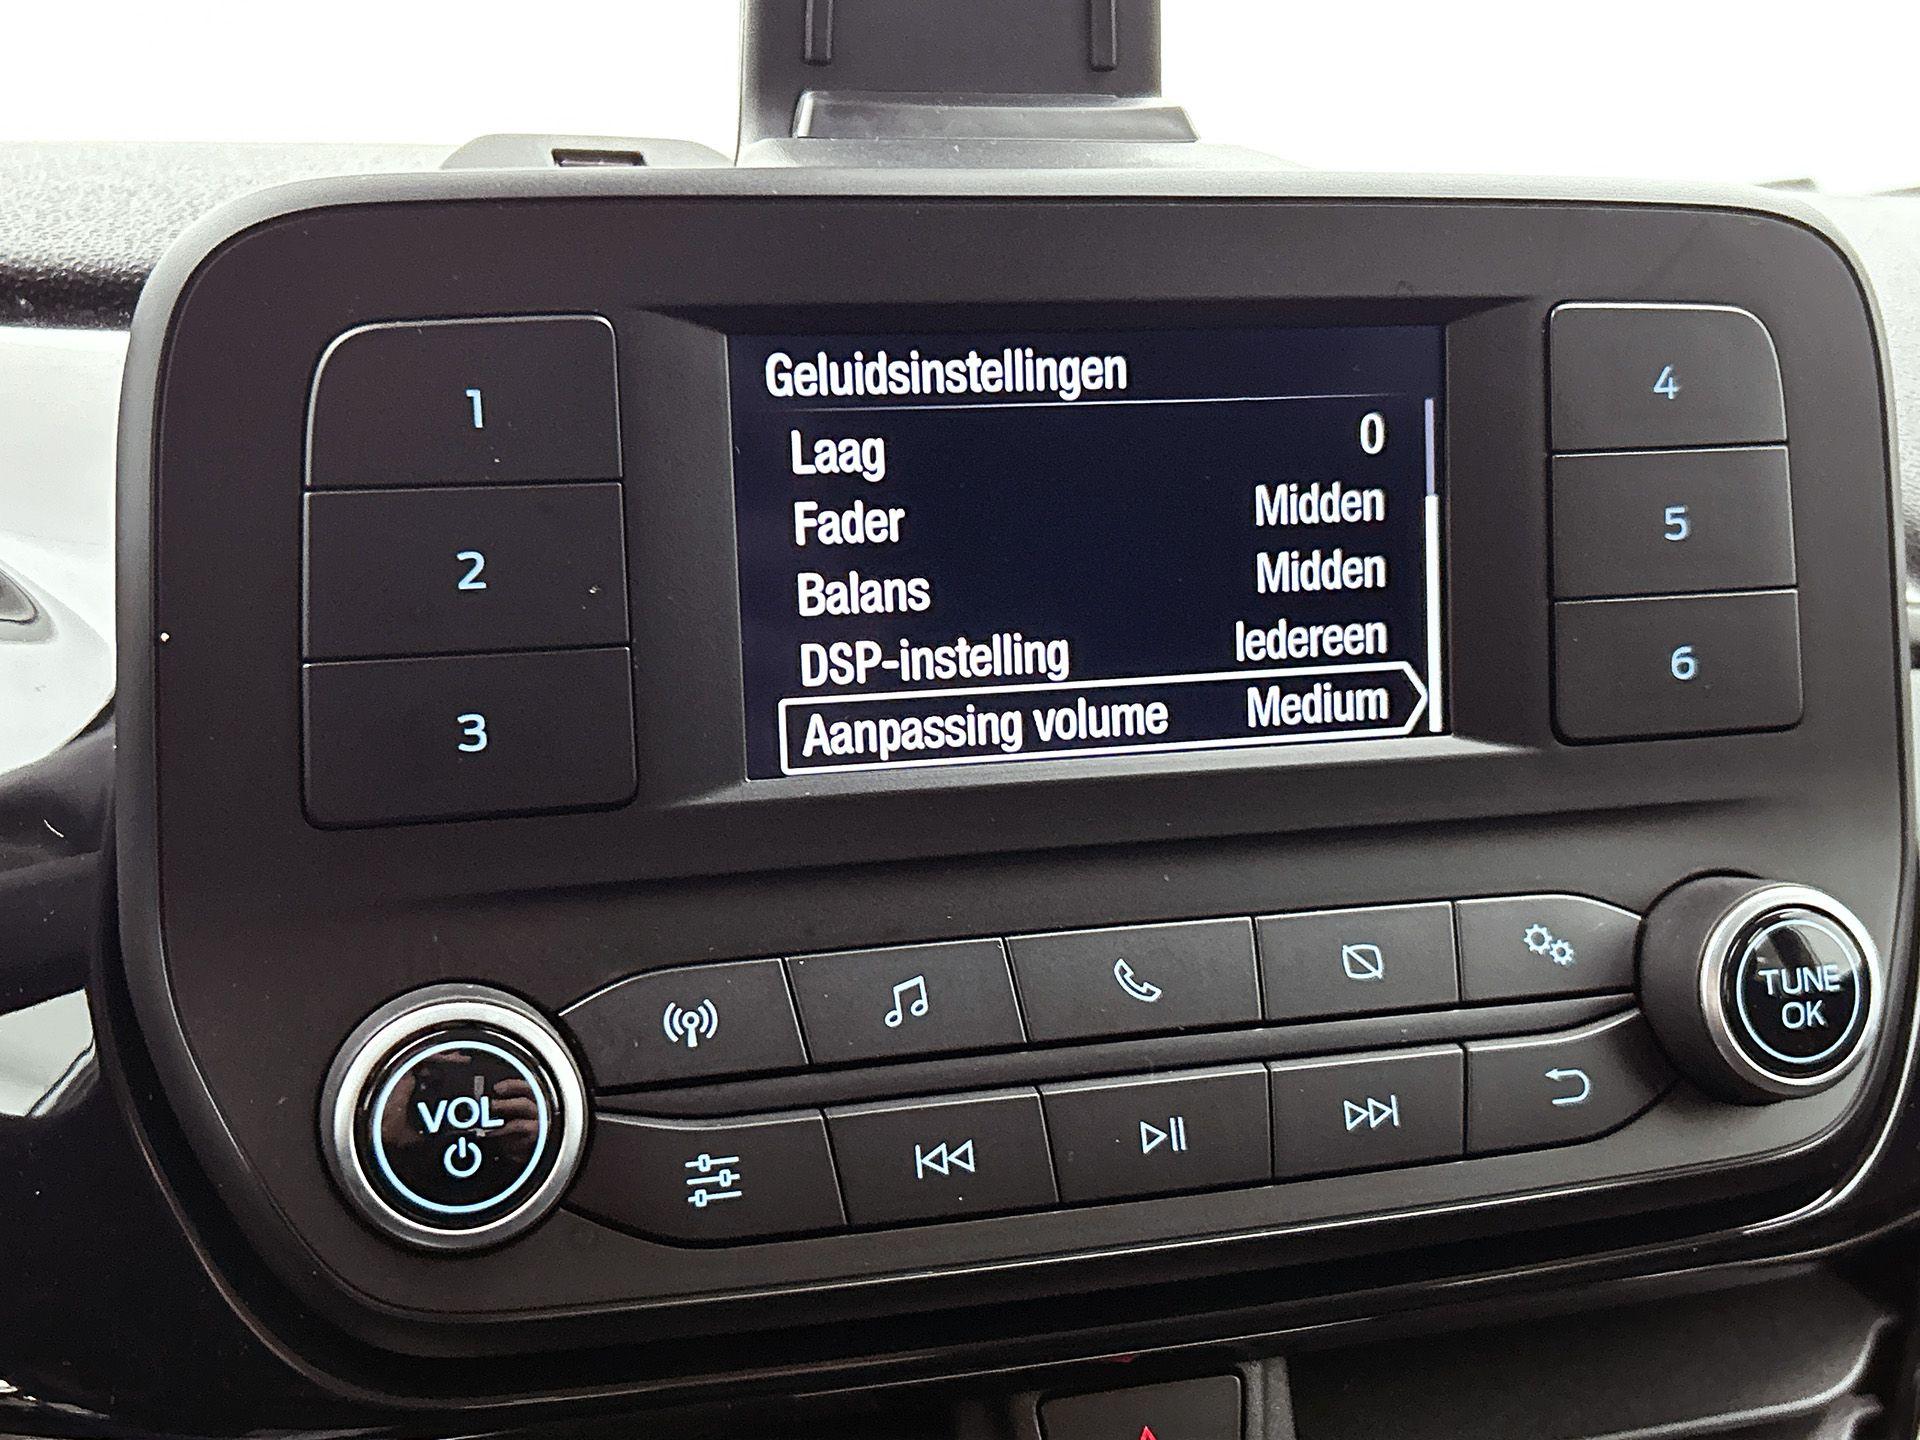 Geluidsinstellingen
Laag 0
Fader Midden
Balans Midden
DSP-instelling Iedereen
Aanpassing volume Medium
1
2
3
4
5
6
VOL
TUNE
OK